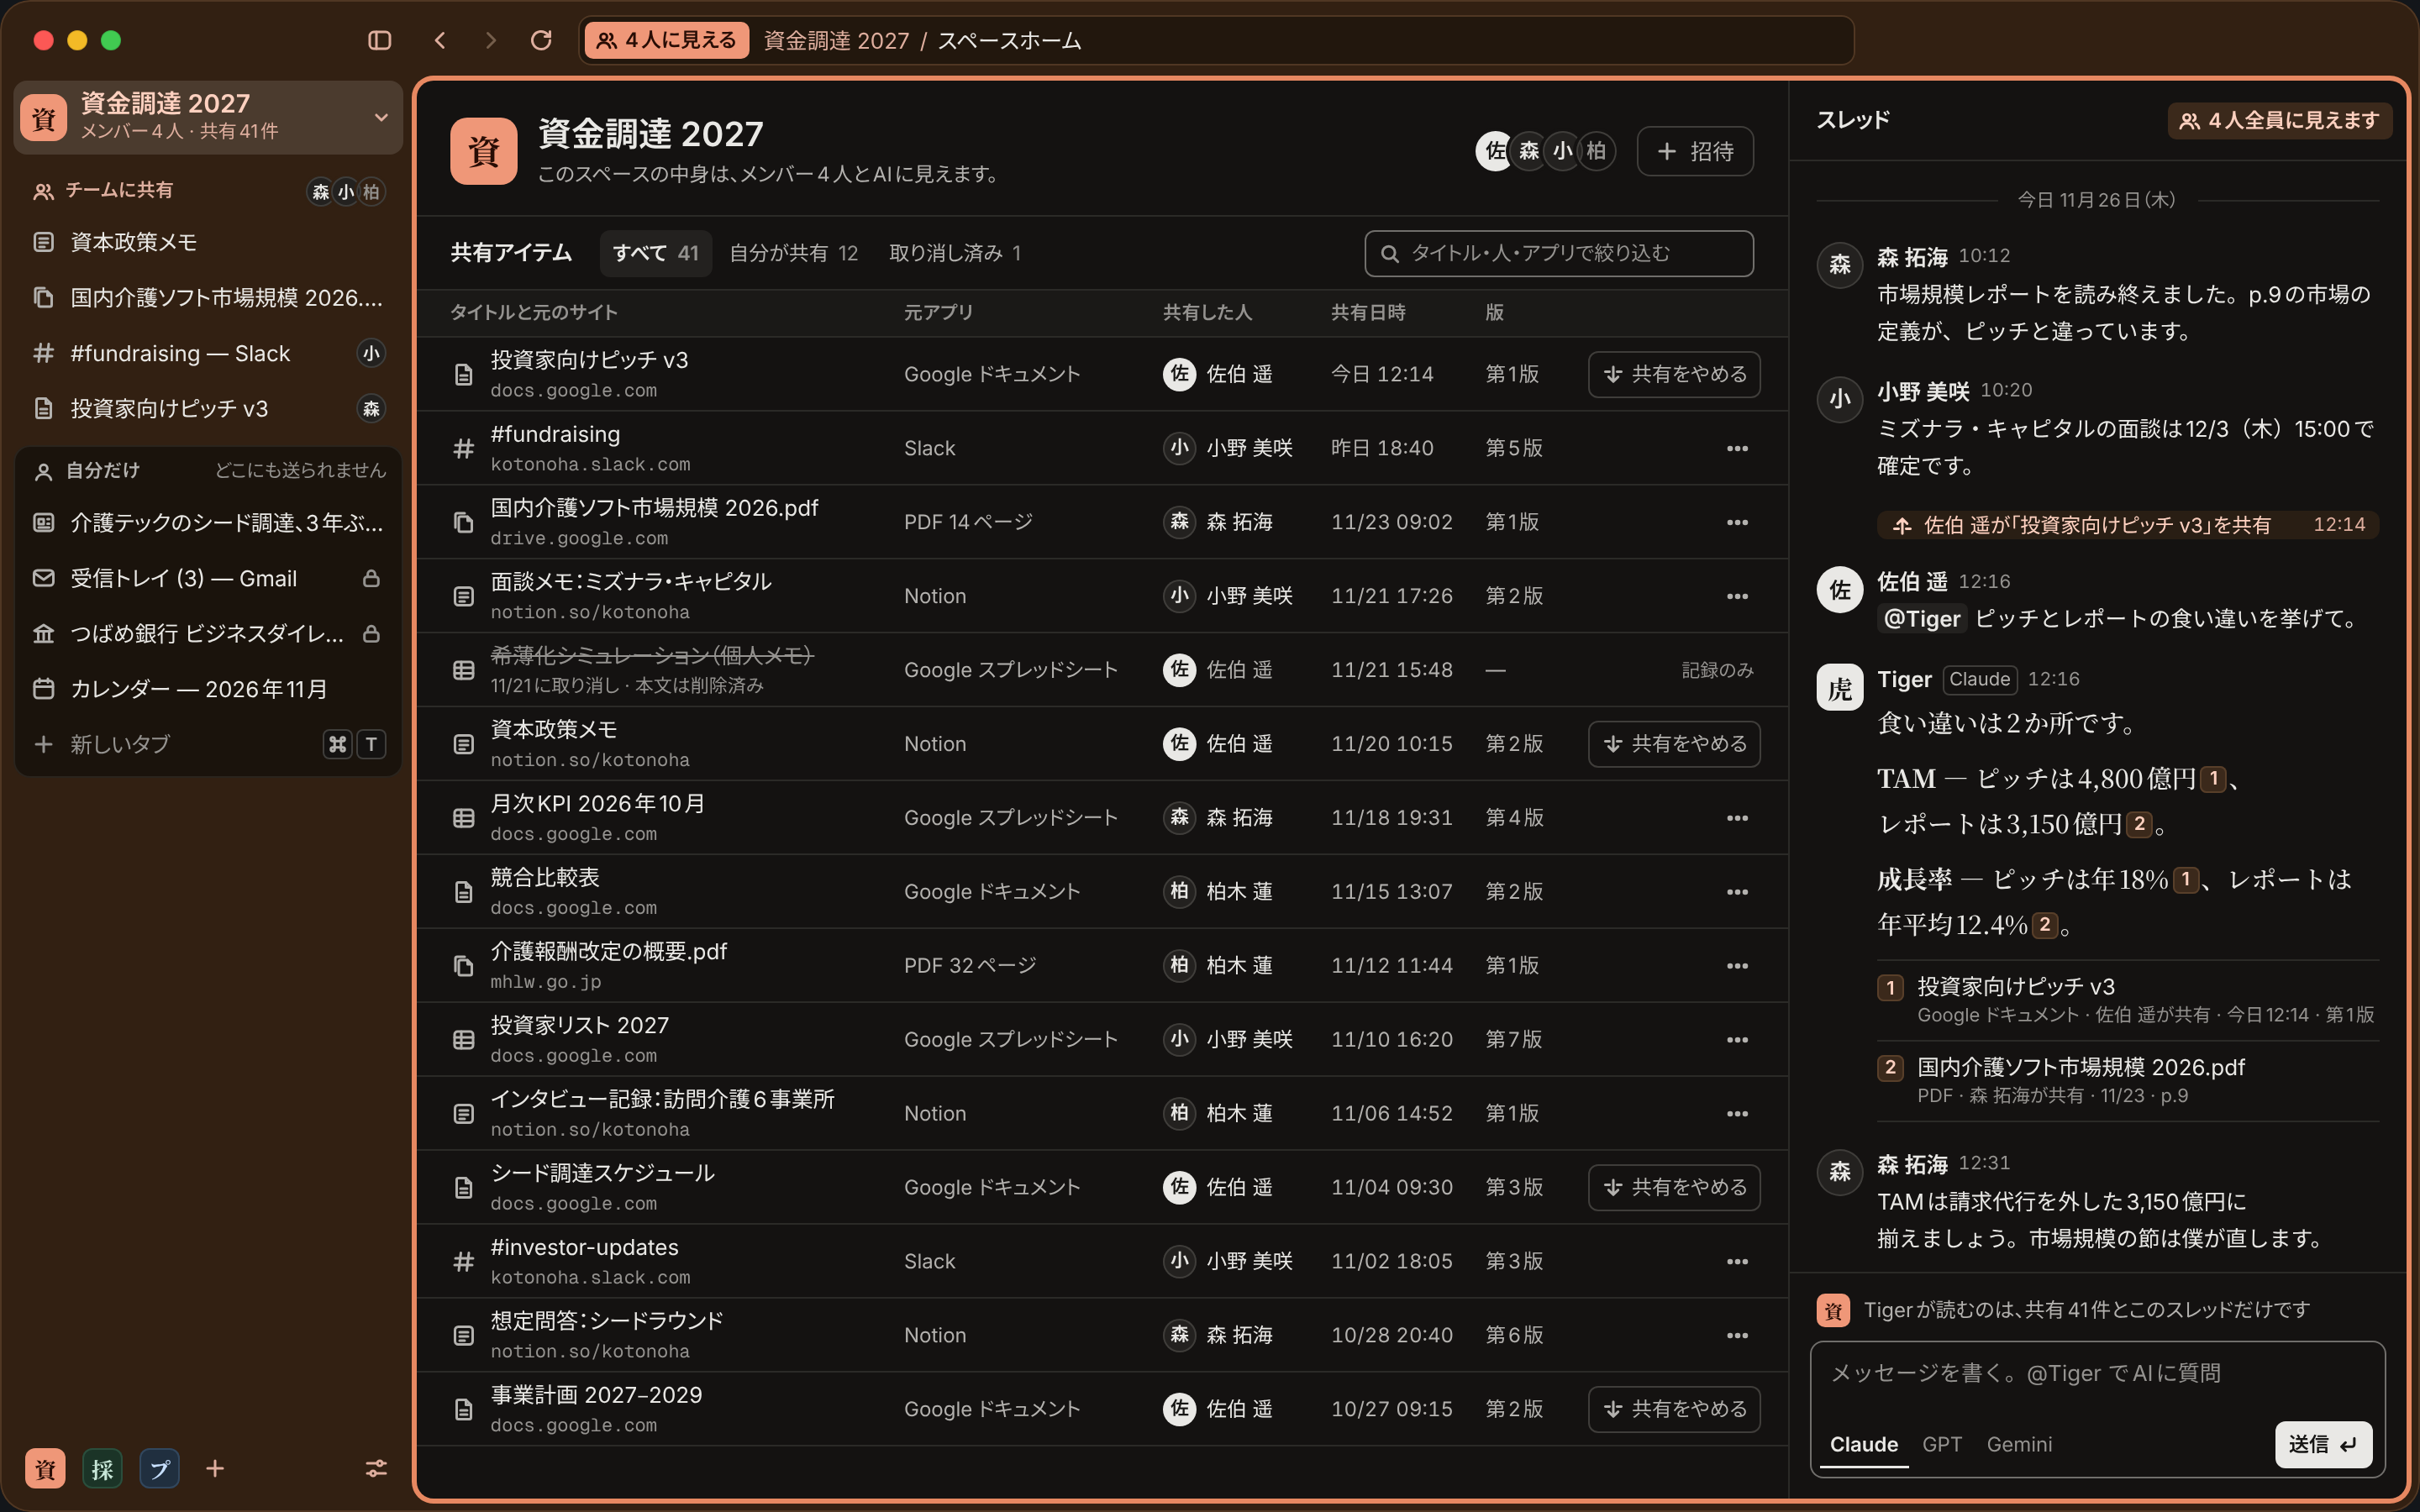 4人に見える 資金調達 2027 / スペースホーム
資 資金調達 2027
メンバー4人 · 共有41件
チームに共有 森 小 柏
資本政策メモ
国内介護ソフト市場規模 2026....
#fundraising — Slack 小
投資家向けピッチ v3 森
自分だけ どこにも送られません
介護テックのシード調達、3年ぶ...
受信トレイ (3) — Gmail
つばめ銀行 ビジネスダイレ...
カレンダー — 2026年11月
新しいタブ ⌘ T
資 採 プ
資 資金調達 2027
このスペースの中身は、メンバー4人とAIに見えます。
佐 森 小 柏 招待
共有アイテム すべて 41 自分が共有 12 取り消し済み 1
タイトル・人・アプリで絞り込む
タイトルと元のサイト 元アプリ 共有した人 共有日時 版
投資家向けピッチ v3
docs.google.com
Google ドキュメント 佐 佐伯 遥 今日 12:14 第1版 共有をやめる
#fundraising
kotonoha.slack.com
Slack 小 小野 美咲 昨日 18:40 第5版
国内介護ソフト市場規模 2026.pdf
drive.google.com
PDF 14ページ 森 森 拓海 11/23 09:02 第1版
面談メモ：ミズナラ・キャピタル
notion.so/kotonoha
Notion 小 小野 美咲 11/21 17:26 第2版
希薄化シミュレーション（個人メモ）
11/21に取り消し · 本文は削除済み
Google スプレッドシート 佐 佐伯 遥 11/21 15:48 — 記録のみ
資本政策メモ
notion.so/kotonoha
Notion 佐 佐伯 遥 11/20 10:15 第2版 共有をやめる
月次KPI 2026年10月
docs.google.com
Google スプレッドシート 森 森 拓海 11/18 19:31 第4版
競合比較表
docs.google.com
Google ドキュメント 柏 柏木 蓮 11/15 13:07 第2版
介護報酬改定の概要.pdf
mhlw.go.jp
PDF 32ページ 柏 柏木 蓮 11/12 11:44 第1版
投資家リスト 2027
docs.google.com
Google スプレッドシート 小 小野 美咲 11/10 16:20 第7版
インタビュー記録：訪問介護6事業所
notion.so/kotonoha
Notion 柏 柏木 蓮 11/06 14:52 第1版
シード調達スケジュール
docs.google.com
Google ドキュメント 佐 佐伯 遥 11/04 09:30 第3版 共有をやめる
#investor-updates
kotonoha.slack.com
Slack 小 小野 美咲 11/02 18:05 第3版
想定問答：シードラウンド
notion.so/kotonoha
Notion 森 森 拓海 10/28 20:40 第6版
事業計画 2027–2029
docs.google.com
Google ドキュメント 佐 佐伯 遥 10/27 09:15 第2版 共有をやめる
スレッド 4人全員に見えます
今日 11月26日（木）
森 森 拓海 10:12
市場規模レポートを読み終えました。p.9の市場の
定義が、ピッチと違っています。
小 小野 美咲 10:20
ミズナラ・キャピタルの面談は12/3（木）15:00で
確定です。
佐伯 遥が「投資家向けピッチ v3」を共有 12:14
佐 佐伯 遥 12:16
@Tiger ピッチとレポートの食い違いを挙げて。
虎 Tiger Claude 12:16
食い違いは2か所です。
TAM — ピッチは4,800億円 1 、
レポートは3,150億円 2 。
成長率 — ピッチは年18% 1 、レポートは
年平均12.4% 2 。
1 投資家向けピッチ v3
Google ドキュメント · 佐伯 遥が共有 · 今日12:14 · 第1版
2 国内介護ソフト市場規模 2026.pdf
PDF · 森 拓海が共有 · 11/23 · p.9
森 森 拓海 12:31
TAMは請求代行を外した3,150億円に
揃えましょう。市場規模の節は僕が直します。
資 Tigerが読むのは、共有41件とこのスレッドだけです
メッセージを書く。@Tiger でAIに質問
Claude GPT Gemini 送信